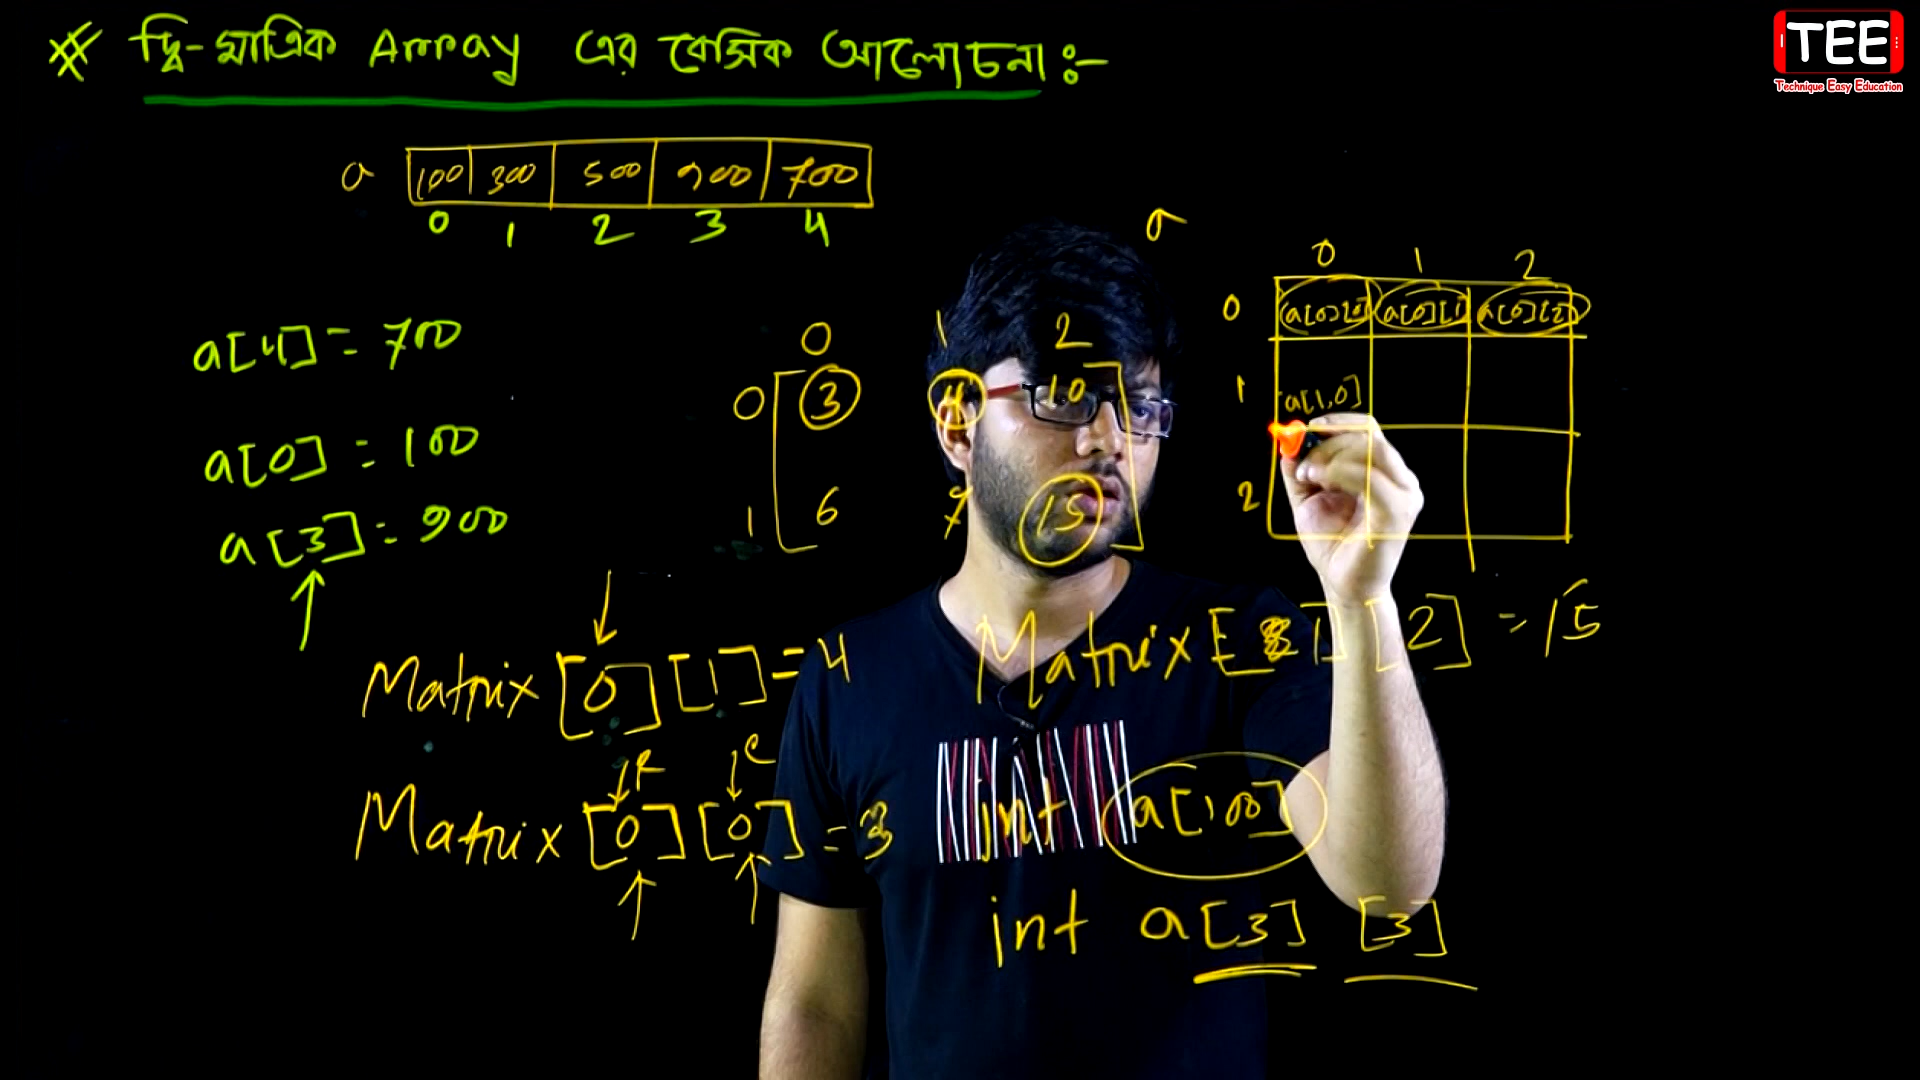 ※ দ্বি-মাত্রিক Array এর বেসিক আলোচনা :-
TEE
Technique Easy Education
a 100 300 500 900 700
0 1 2 3 4
a[4] = 700
a[0] = 100
a[3] = 900
0 1 2
0 3 4 10
1 6 7 15
a
0 1 2
0 a[0][0] a[0][1] a[0][2]
1 a[1,0]
2
Matrix [0] [1] = 4
Matrix [1] [2] = 15
R C
Matrix [0] [0] = 3
int a[100]
int a[3] [3]